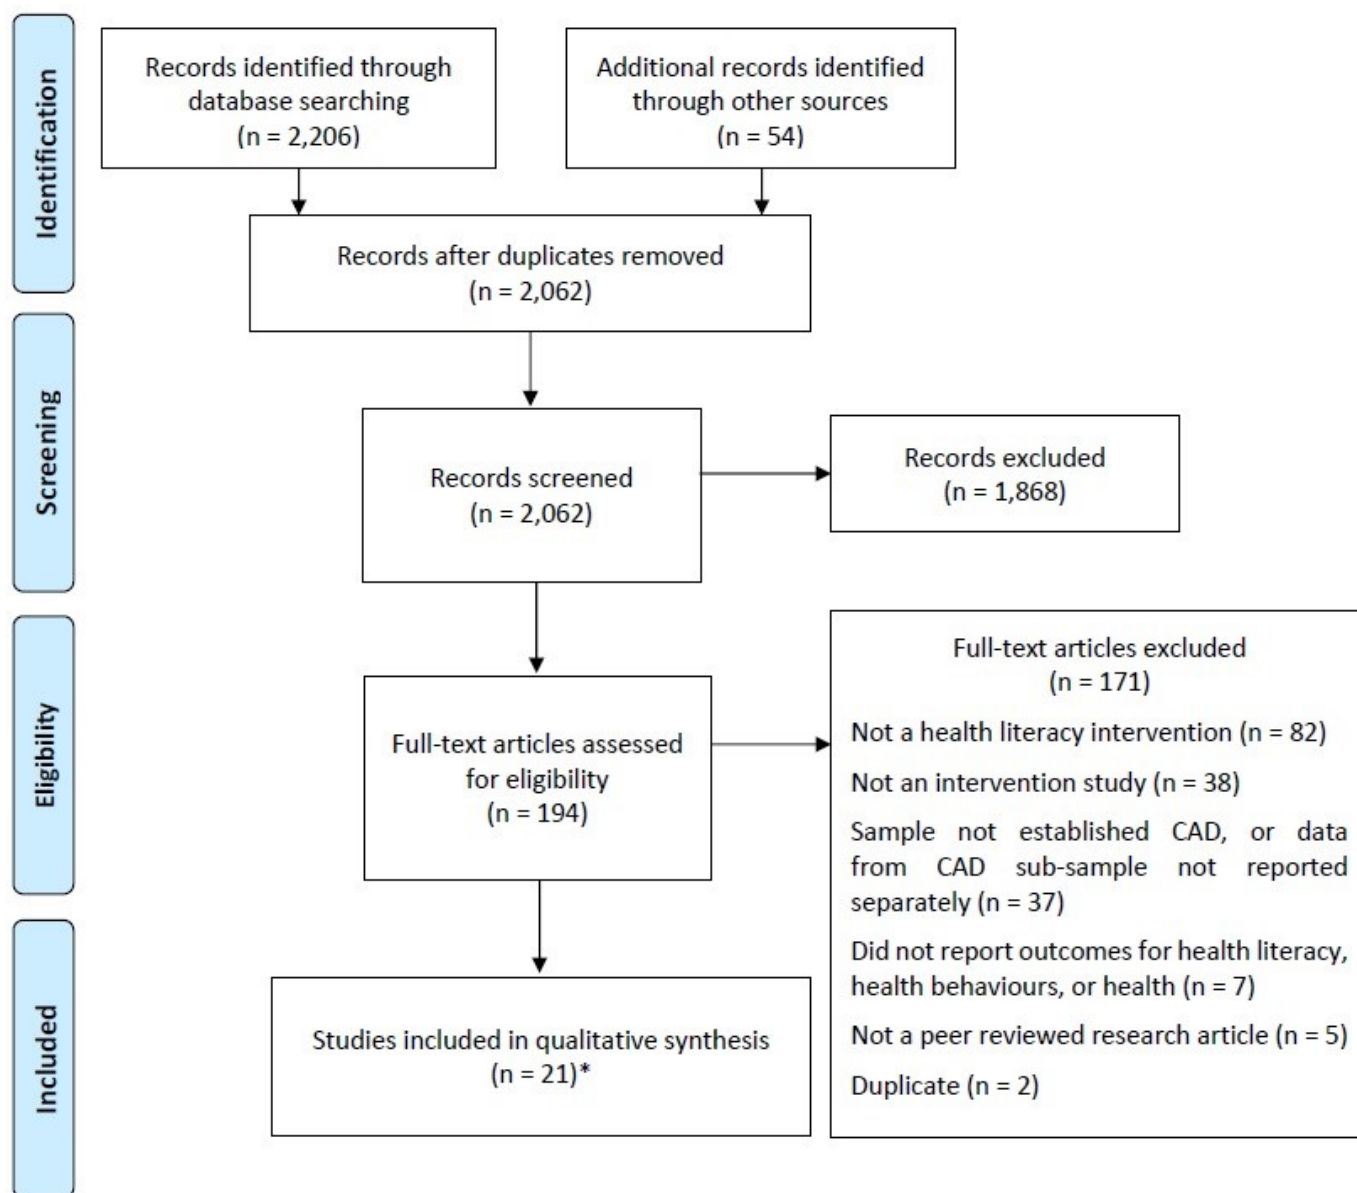 Identification
Records identified through
database searching
(n = 2,206)
Additional records identified
through other sources
(n = 54)
Records after duplicates removed
(n = 2,062)
Screening
Records screened
(n = 2,062)
Records excluded
(n = 1,868)
Eligibility
Full-text articles assessed
for eligibility
(n = 194)
Full-text articles excluded
(n = 171)
Not a health literacy intervention (n = 82)
Not an intervention study (n = 38)
Sample not established CAD, or data
from CAD sub-sample not reported
separately (n = 37)
Did not report outcomes for health literacy,
health behaviours, or health (n = 7)
Not a peer reviewed research article (n = 5)
Duplicate (n = 2)
Included
Studies included in qualitative synthesis
(n = 21)*